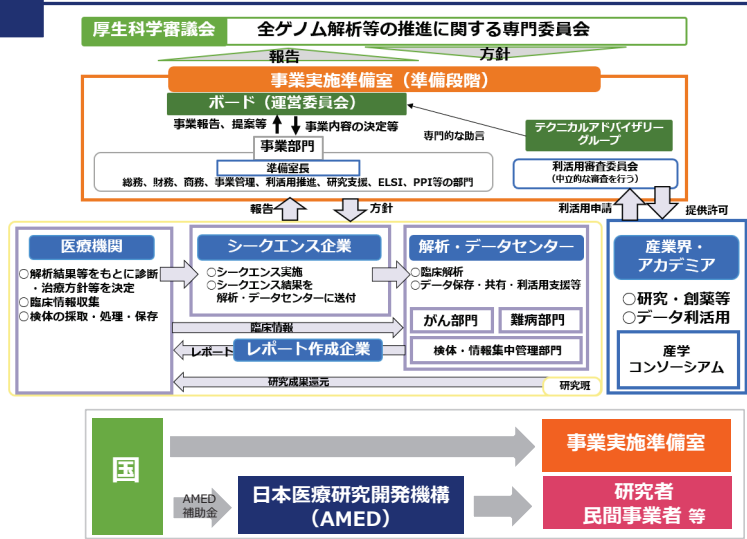 厚生科学審議会 全ゲノム解析等の推進に関する専門委員会
報告
方針
事業実施準備室（準備段階）
ボード（運営委員会）
事業報告、提案等
事業内容の決定等
専門的な助言
テクニカルアドバイザリー
グループ
事業部門
準備室長
総務、財務、商務、事業管理、利活用推進、研究支援、ELSI、PPI等の部門
利活用審査委員会
（中立的な審査を行う）
報告
方針
利活用申請
提供許可
医療機関
○解析結果等をもとに診断
・治療方針等を決定
○臨床情報収集
○検体の採取・処理・保存
シークエンス企業
○シークエンス実施
○シークエンス結果を
解析・データセンターに送付
解析・データセンター
○臨床解析
○データ保存・共有・利活用支援等
がん部門
難病部門
検体・情報集中管理部門
臨床情報
レポート
レポート作成企業
研究成果還元
研究班
産業界・
アカデミア
○研究・創薬等
○データ利活用
産学
コンソーシアム
国
事業実施準備室
AMED
補助金
日本医療研究開発機構
（AMED）
研究者
民間事業者 等